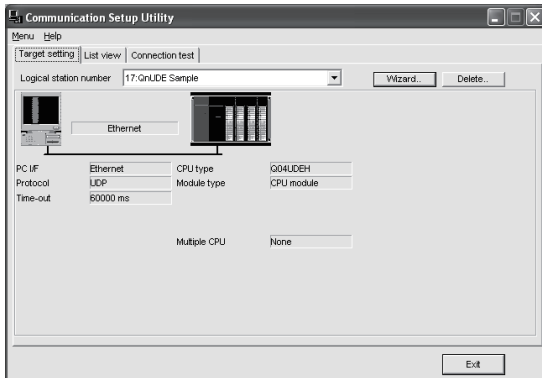 Communication Setup Utility
Menu Help
Target setting List view Connection test
Logical station number 17:QnUDE Sample Wizard.. Delete..
Ethernet
PC I/F Ethernet CPU type Q04UDEH
Protocol UDP Module type CPU module
Time-out 60000 ms
Multiple CPU None
Exit